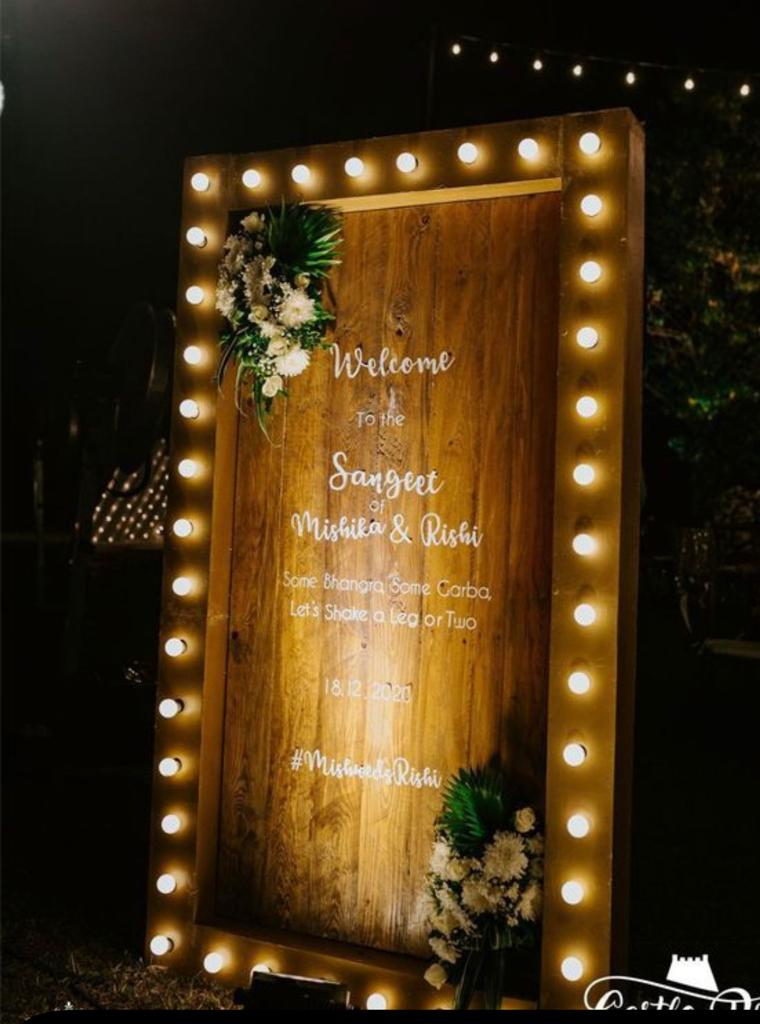 Welcome
To the
Sangeet
of
Mishika & Rishi
Some Bhangra, Some Garba,
Let's Shake a Leg or Two
18.12.2020
#MishwedsRishi
Castle